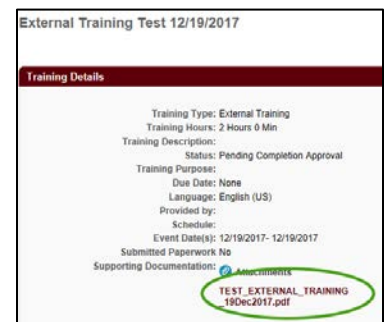 External Training Test 12/19/2017
Training Details
Training Type: External Training
Training Hours: 2 Hours 0 Min
Training Description:
Status: Pending Completion Approval
Training Purpose:
Due Date: None
Language: English (US)
Provided by:
Schedule:
Event Date(s): 12/19/2017- 12/19/2017
Submitted Paperwork No
Supporting Documentation: Attachments
TEST_EXTERNAL_TRAINING
_19Dec2017.pdf